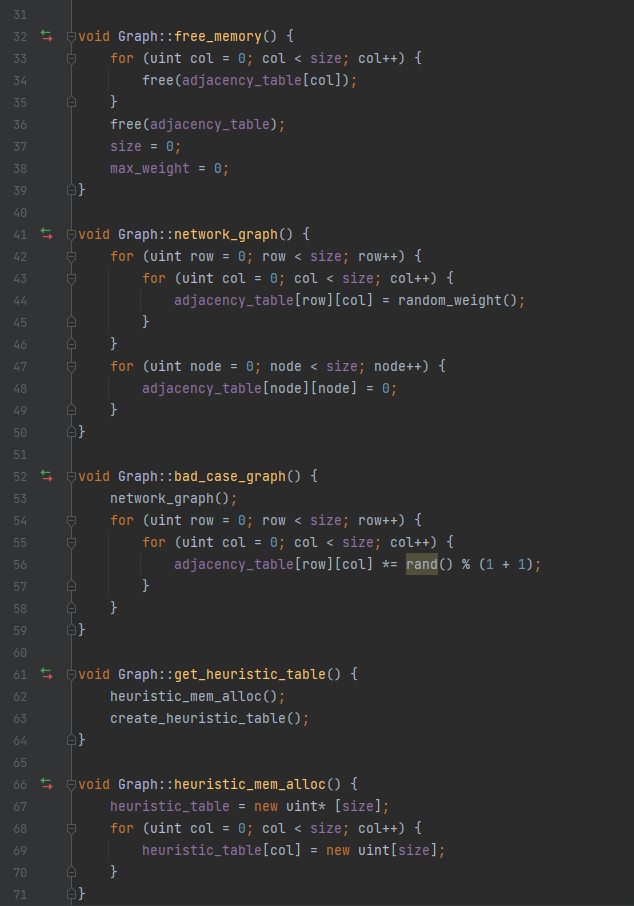 31
32 void Graph::free_memory() {
33     for (uint col = 0; col < size; col++) {
34         free(adjacency_table[col]);
35     }
36     free(adjacency_table);
37     size = 0;
38     max_weight = 0;
39 }
40
41 void Graph::network_graph() {
42     for (uint row = 0; row < size; row++) {
43         for (uint col = 0; col < size; col++) {
44             adjacency_table[row][col] = random_weight();
45         }
46     }
47     for (uint node = 0; node < size; node++) {
48         adjacency_table[node][node] = 0;
49     }
50 }
51
52 void Graph::bad_case_graph() {
53     network_graph();
54     for (uint row = 0; row < size; row++) {
55         for (uint col = 0; col < size; col++) {
56             adjacency_table[row][col] *= rand() % (1 + 1);
57         }
58     }
59 }
60
61 void Graph::get_heuristic_table() {
62     heuristic_mem_alloc();
63     create_heuristic_table();
64 }
65
66 void Graph::heuristic_mem_alloc() {
67     heuristic_table = new uint* [size];
68     for (uint col = 0; col < size; col++) {
69         heuristic_table[col] = new uint[size];
70     }
71 }